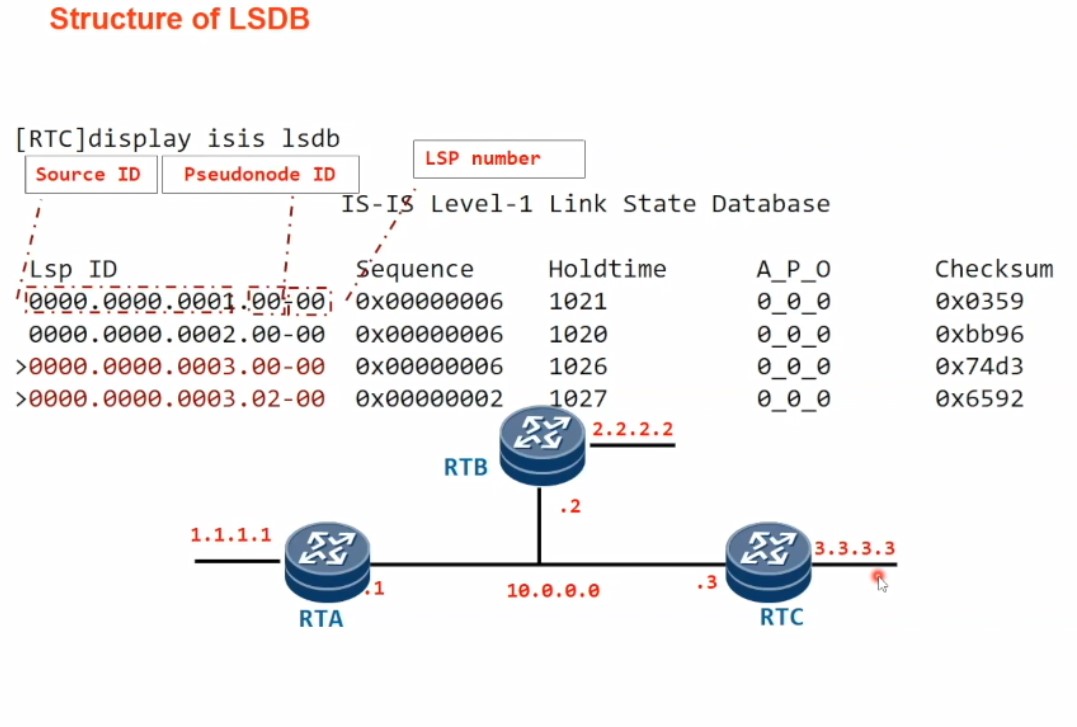 Structure of LSDB
[RTC]display isis lsdb
Source ID
Pseudonode ID
LSP number
IS-IS Level-1 Link State Database
Lsp ID Sequence Holdtime A_P_O Checksum
0000.0000.0001.00-00 0x00000006 1021 0_0_0 0x0359
0000.0000.0002.00-00 0x00000006 1020 0_0_0 0xbb96
>0000.0000.0003.00-00 0x00000006 1026 0_0_0 0x74d3
>0000.0000.0003.02-00 0x00000002 1027 0_0_0 0x6592
2.2.2.2
RTB
.2
1.1.1.1
3.3.3.3
.1
10.0.0.0
.3
RTA
RTC